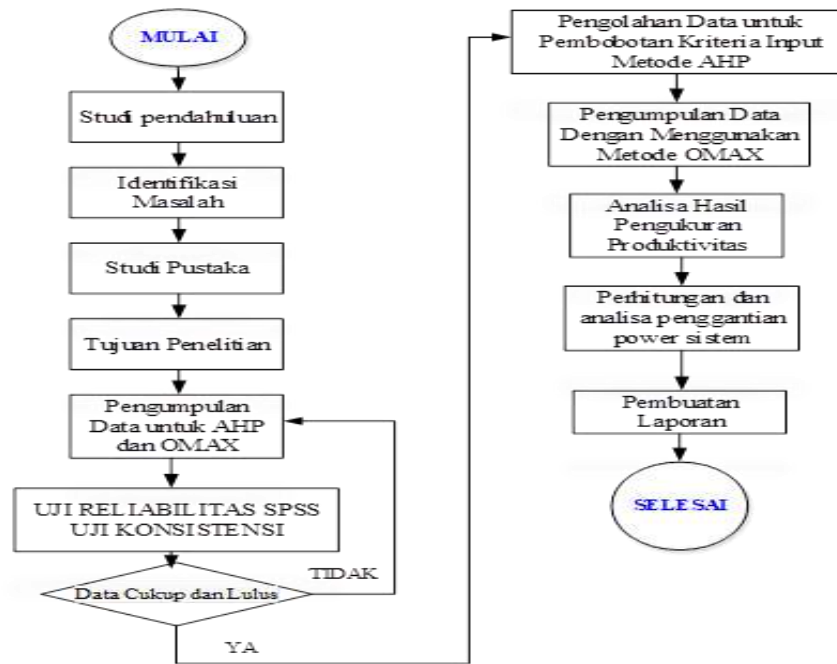 MULAI
Studi pendahuluan
Identifikasi
Masalah
Studi Pustaka
Tujuan Penelitian
Pengumpulan
Data untuk AHP
dan OMAX
UJI RELIABILITAS SPSS
UJI KONSISTENSI
Data Cukup dan Lulus
TIDAK
YA
Pengolahan Data untuk
Pembobotan Kriteria Input
Metode AHP
Pengumpulan Data
Dengan Menggunakan
Metode OMAX
Analisa Hasil
Pengukuran
Produktivitas
Perhitungan dan
analisa penggantian
power sistem
Pembuatan
Laporan
SELESAI